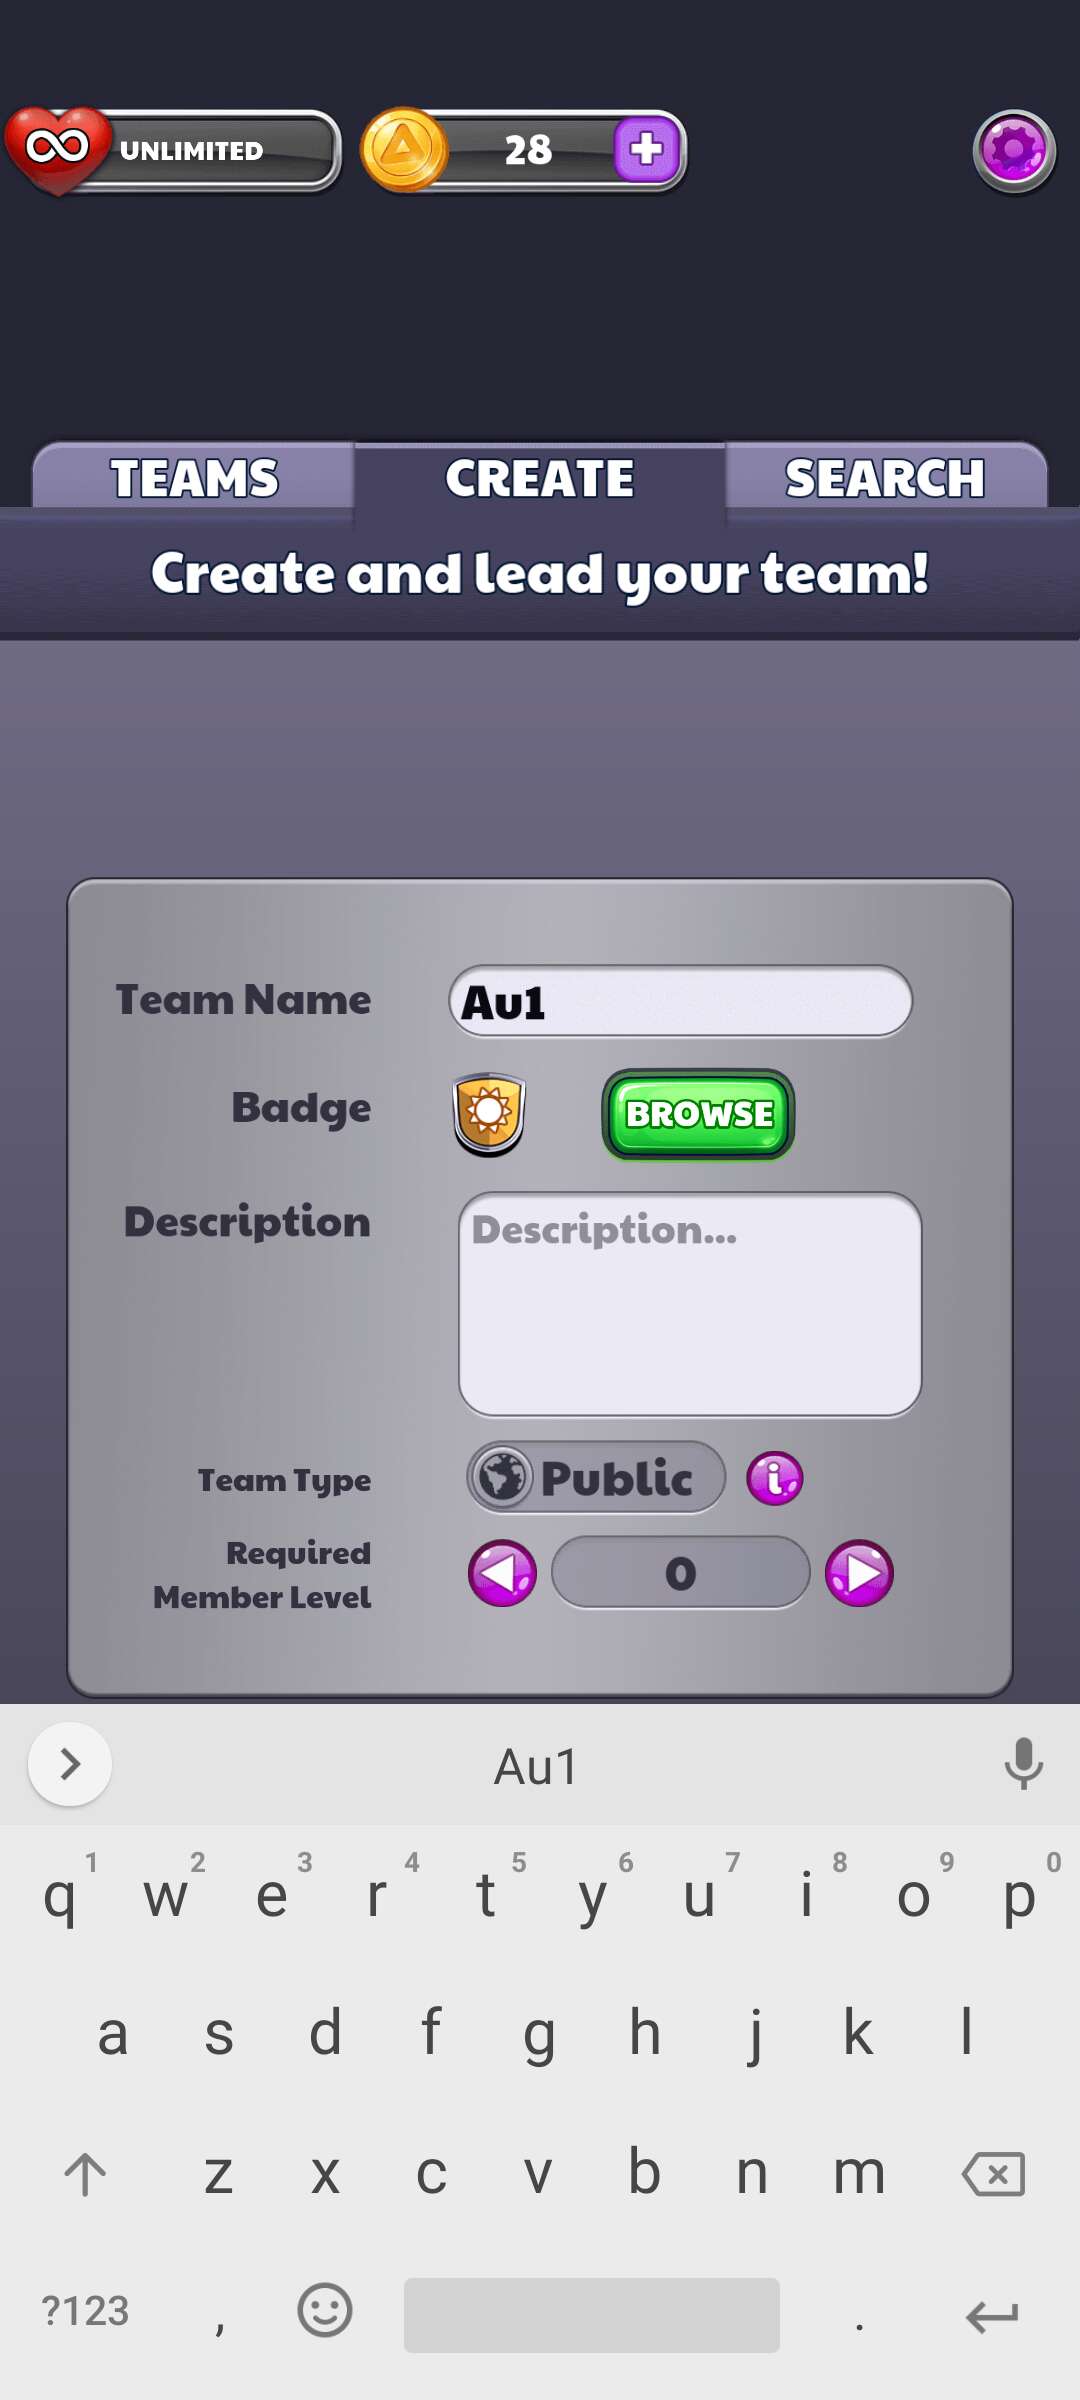 UNLIMITED
28
TEAMS CREATE SEARCH
Create and lead your team!
Team Name Au1
Badge BROWSE
Description Description...
Team Type Public i
Required
Member Level 0
Au1
1 2 3 4 5 6 7 8 9 0
q w e r t y u i o p
a s d f g h j k l
z x c v b n m
?123 , .